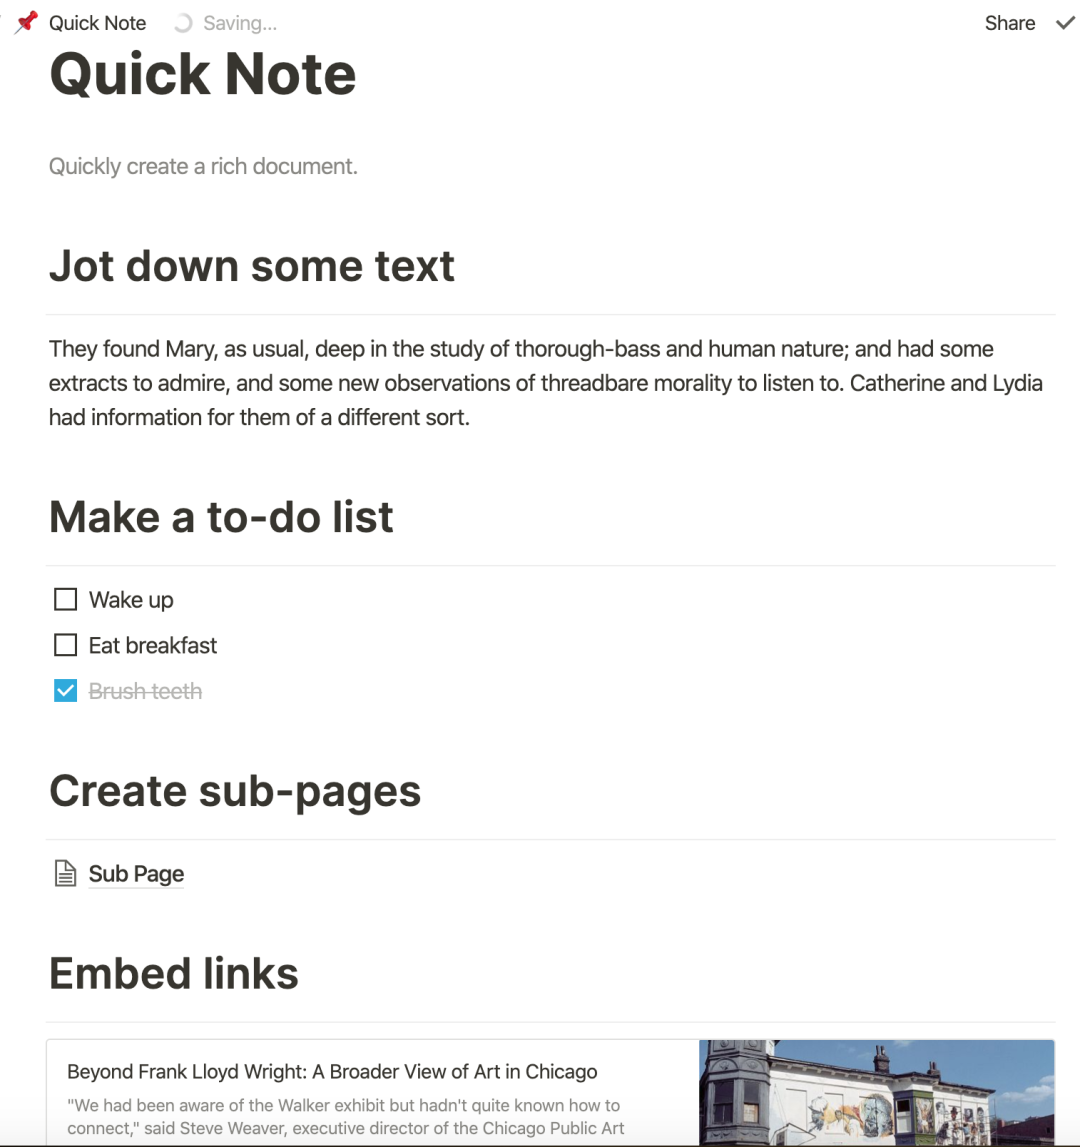 Quick Note
Saving...
Share
Quick Note
Quickly create a rich document.
Jot down some text
They found Mary, as usual, deep in the study of thorough-bass and human nature; and had some
extracts to admire, and some new observations of threadbare morality to listen to. Catherine and Lydia
had information for them of a different sort.
Make a to-do list
Wake up
Eat breakfast
Brush teeth
Create sub-pages
Sub Page
Embed links
Beyond Frank Lloyd Wright: A Broader View of Art in Chicago
"We had been aware of the Walker exhibit but hadn't quite known how to
connect," said Steve Weaver, executive director of the Chicago Public Art